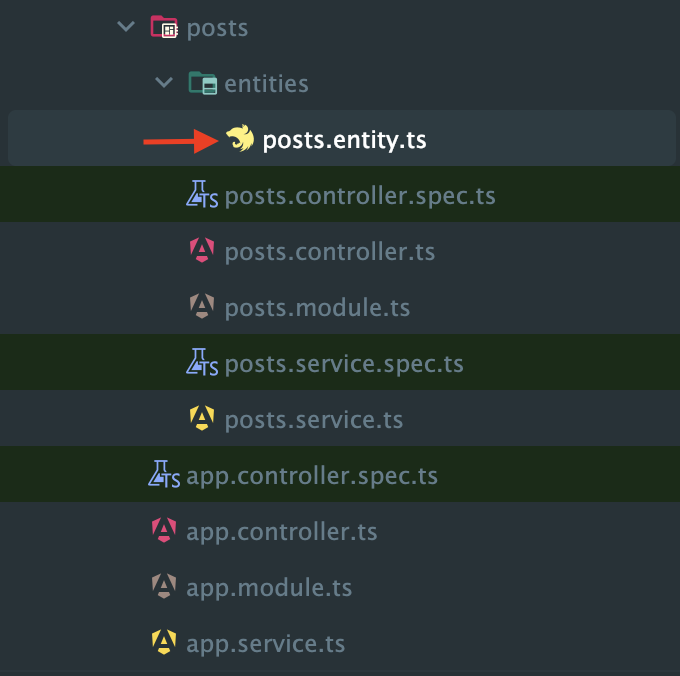 posts
entities
posts.entity.ts
TS posts.controller.spec.ts
posts.controller.ts
posts.module.ts
TS posts.service.spec.ts
posts.service.ts
TS app.controller.spec.ts
app.controller.ts
app.module.ts
app.service.ts